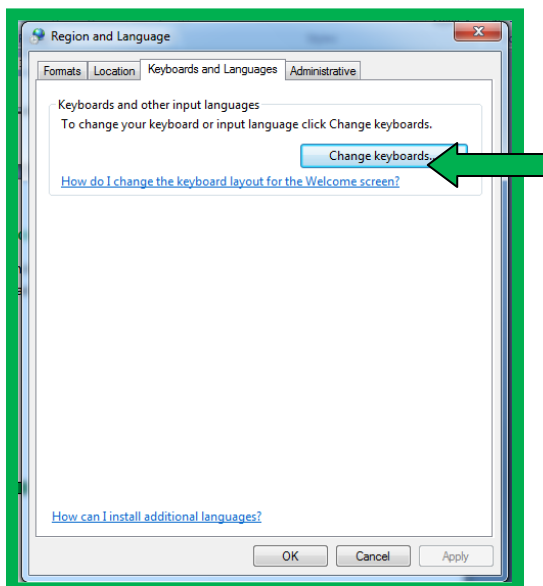 Region and Language
Formats Location Keyboards and Languages Administrative
Keyboards and other input languages
To change your keyboard or input language click Change keyboards.
Change keyboards...
How do I change the keyboard layout for the Welcome screen?
How can I install additional languages?
OK Cancel Apply